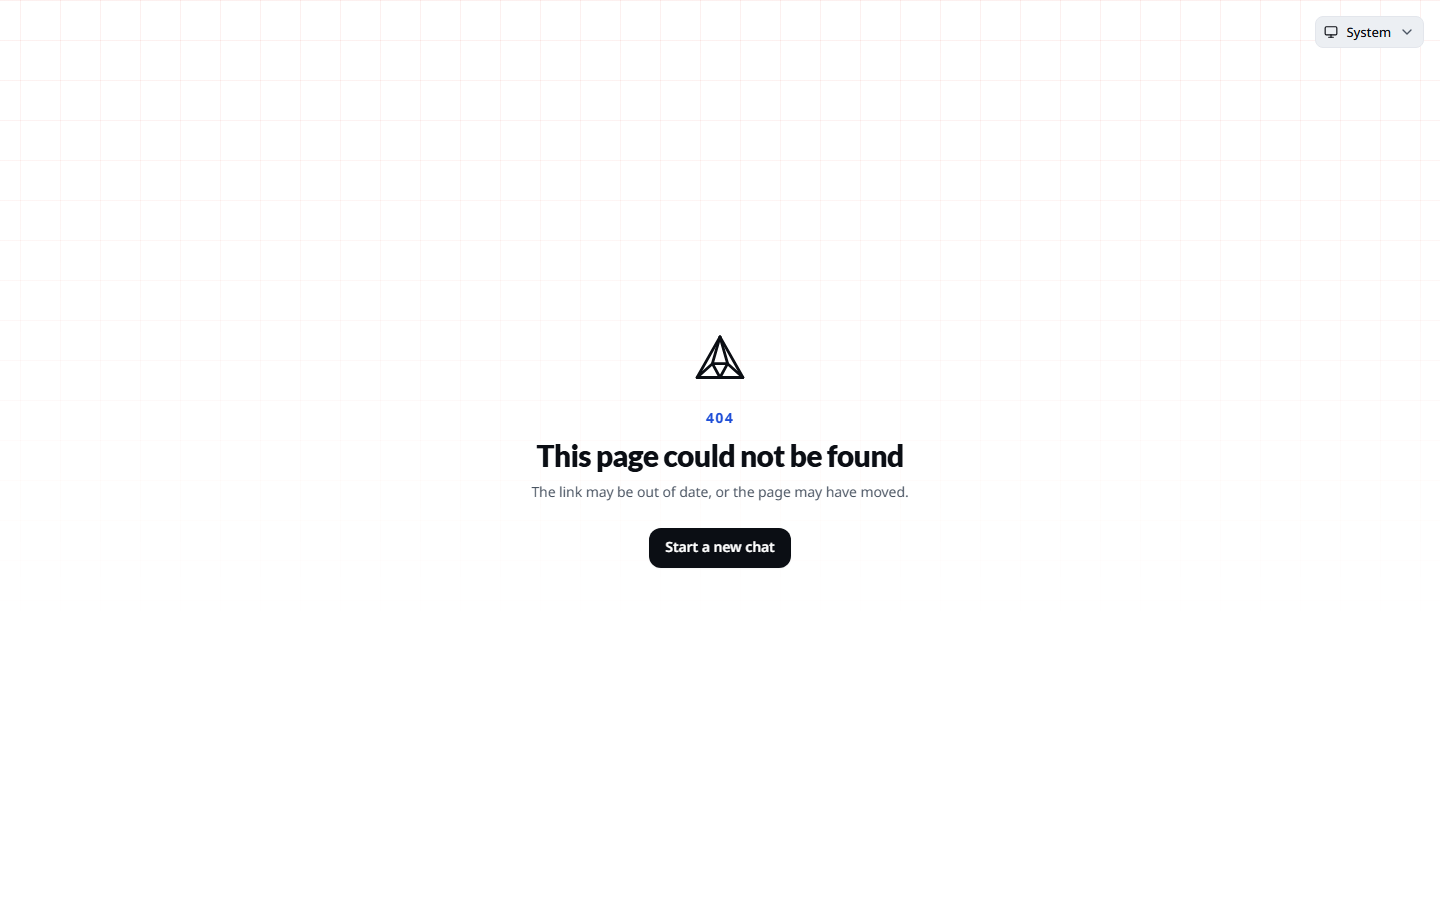 System
404
This page could not be found
The link may be out of date, or the page may have moved.
Start a new chat